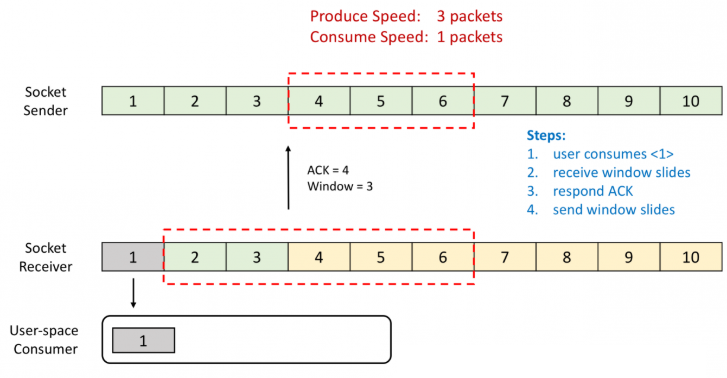 Produce Speed: 3 packets
Consume Speed: 1 packets
Socket
Sender
1 2 3 4 5 6 7 8 9 10
ACK = 4
Window = 3
Steps:
1. user consumes <1>
2. receive window slides
3. respond ACK
4. send window slides
Socket
Receiver
1 2 3 4 5 6 7 8 9 10
User-space
Consumer
1